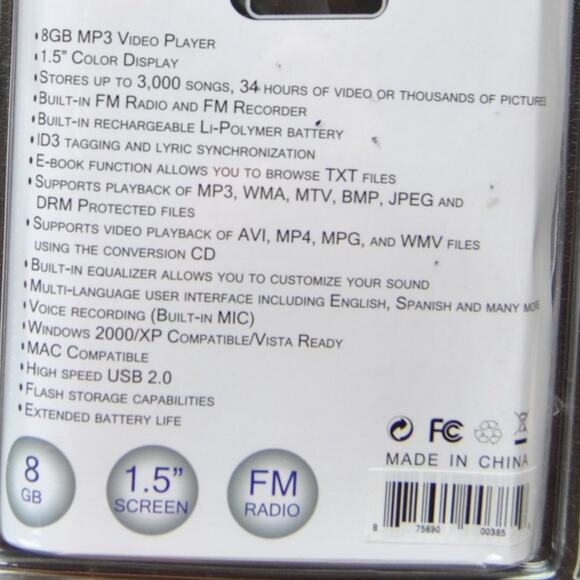 •8GB MP3 Video Player
•1.5" Color Display
•Stores up to 3,000 songs, 34 hours of video or thousands of pictures
•Built-in FM Radio and FM Recorder
•Built-in rechargeable Li-Polymer battery
•ID3 tagging and lyric synchronization
•E-book function allows you to browse TXT files
•Supports playback of MP3, WMA, MTV, BMP, JPEG and
DRM Protected files
•Supports video playback of AVI, MP4, MPG, and WMV files
using the conversion CD
•Built-in equalizer allows you to customize your sound
•Multi-language user interface including English, Spanish and many more
•Voice recording (Built-in MIC)
•Windows 2000/XP Compatible/Vista Ready
•MAC Compatible
•High speed USB 2.0
•Flash storage capabilities
•Extended battery life
FC
MADE IN CHINA
8
GB
1.5"
SCREEN
FM
RADIO
8 75690 00385